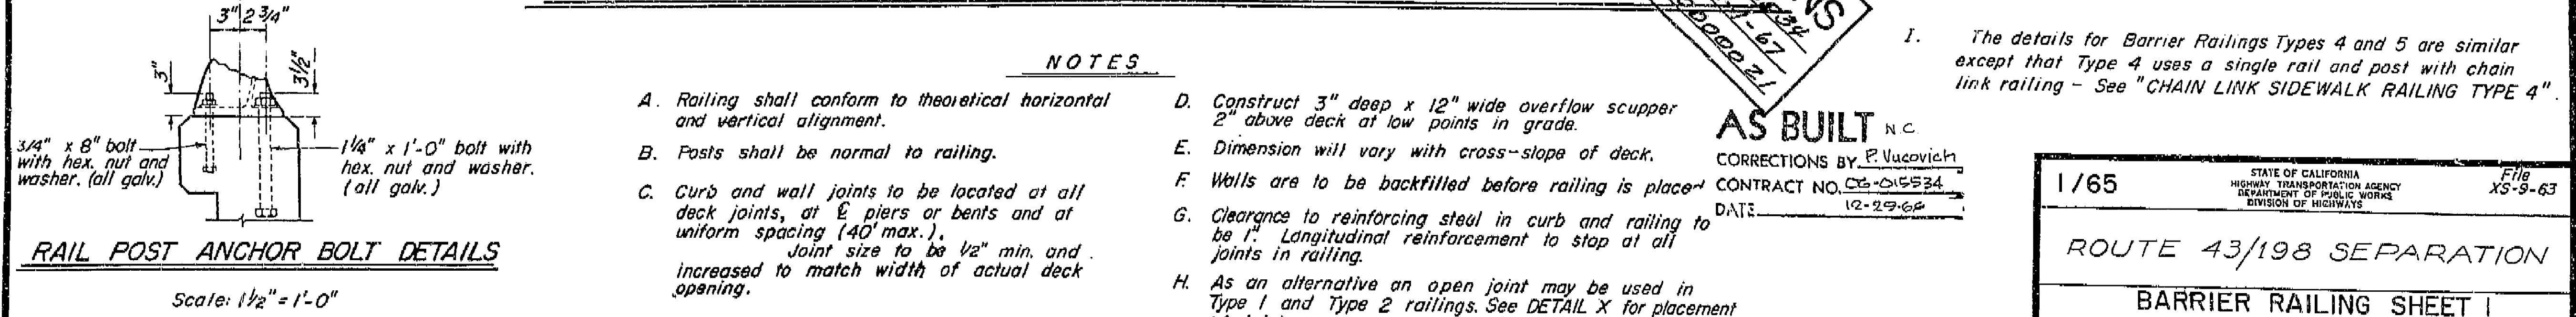 3" 2 3/4"
3"
3 1/2"
3/4" x 8" bolt
with hex. nut and
washer. (all galv.)
1 1/4" x 1'-0" bolt with
hex. nut and washer.
(all galv.)
RAIL POST ANCHOR BOLT DETAILS
Scale: 1 1/2" = 1'-0"
NOTES
A. Railing shall conform to theoretical horizontal
and vertical alignment.
B. Posts shall be normal to railing.
C. Curb and wall joints to be located at all
deck joints, at ℄ piers or bents and at
uniform spacing (40' max.).
Joint size to be 1/2" min. and
increased to match width of actual deck
opening.
D. Construct 3" deep x 12" wide overflow scupper
2" above deck at low points in grade.
E. Dimension will vary with cross-slope of deck.
F. Walls are to be backfilled before railing is placed
G. Clearance to reinforcing steel in curb and railing to
be 1". Longitudinal reinforcement to stop at all
joints in railing.
H. As an alternative an open joint may be used in
Type 1 and Type 2 railings. See DETAIL X for placement
NS
934
1-67
0000021
AS BUILT N.C.
CORRECTIONS BY P. Vucovich
CONTRACT NO. 06-015534
DATE 12-29-66
I. The details for Barrier Railings Types 4 and 5 are similar
except that Type 4 uses a single rail and post with chain
link railing - See "CHAIN LINK SIDEWALK RAILING TYPE 4".
1/65
STATE OF CALIFORNIA
HIGHWAY TRANSPORTATION AGENCY
DEPARTMENT OF PUBLIC WORKS
DIVISION OF HIGHWAYS
File
XS-9-63
ROUTE 43/198 SEPARATION
BARRIER RAILING SHEET 1